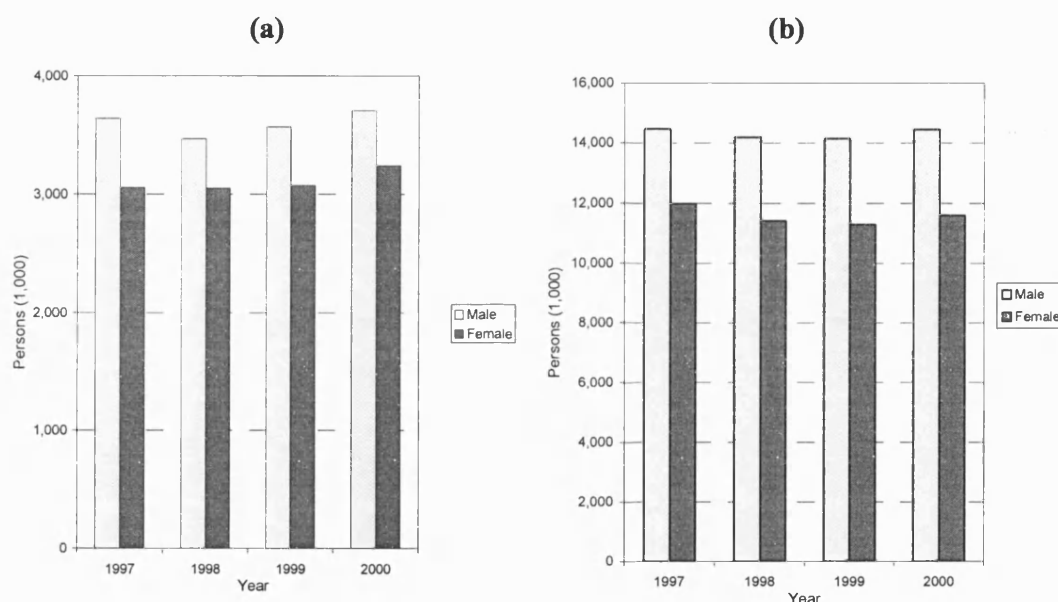 (a)
4,000
3,000
2,000
1,000
0
Persons (1,000)
1997 1998 1999 2000
Year
Male
Female
(b)
16,000
14,000
12,000
10,000
8,000
6,000
4,000
2,000
0
Persons (1,000)
1997 1998 1999 2000
Year
Male
Female